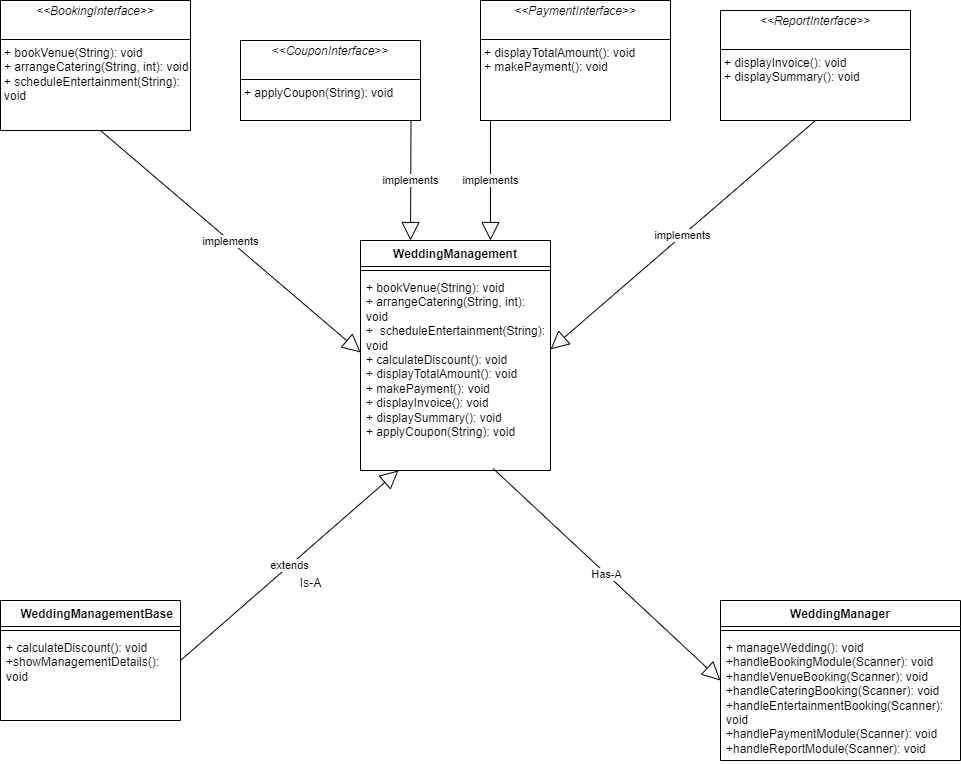 <<BookingInterface>>
+ bookVenue(String): void
+ arrangeCatering(String, int): void
+ scheduleEntertainment(String):
void
<<CouponInterface>>
+ applyCoupon(String): void
<<PaymentInterface>>
+ displayTotalAmount(): void
+ makePayment(): void
<<ReportInterface>>
+ displayInvoice(): void
+ displaySummary(): void
implements
implements
implements
implements
WeddingManagement
+ bookVenue(String): void
+ arrangeCatering(String, int):
void
+  scheduleEntertainment(String):
void
+ calculateDiscount(): void
+ displayTotalAmount(): void
+ makePayment(): void
+ displayInvoice(): void
+ displaySummary(): void
+ applyCoupon(String): void
extends
Is-A
Has-A
WeddingManagementBase
+ calculateDiscount(): void
+showManagementDetails():
void
WeddingManager
+ manageWedding(): void
+handleBookingModule(Scanner): void
+handleVenueBooking(Scanner): void
+handleCateringBooking(Scanner): void
+handleEntertainmentBooking(Scanner):
void
+handlePaymentModule(Scanner): void
+handleReportModule(Scanner): void